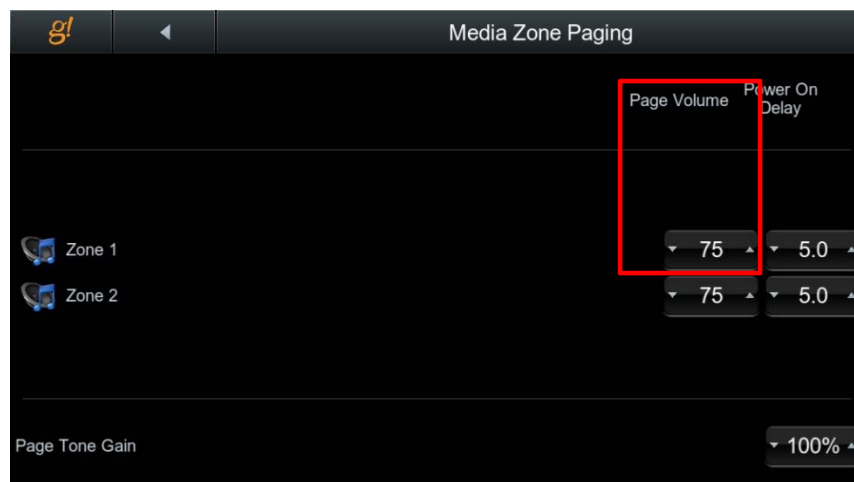 g! Media Zone Paging
Page Volume Power On
Delay
Zone 1 75 5.0
Zone 2 75 5.0
Page Tone Gain 100%